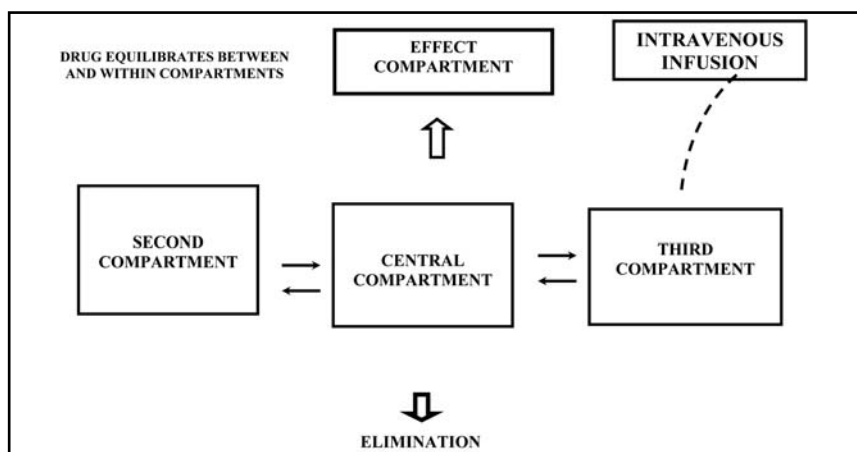 DRUG EQUILIBRATES BETWEEN
AND WITHIN COMPARTMENTS
EFFECT
COMPARTMENT
INTRAVENOUS
INFUSION
SECOND
COMPARTMENT
CENTRAL
COMPARTMENT
THIRD
COMPARTMENT
ELIMINATION